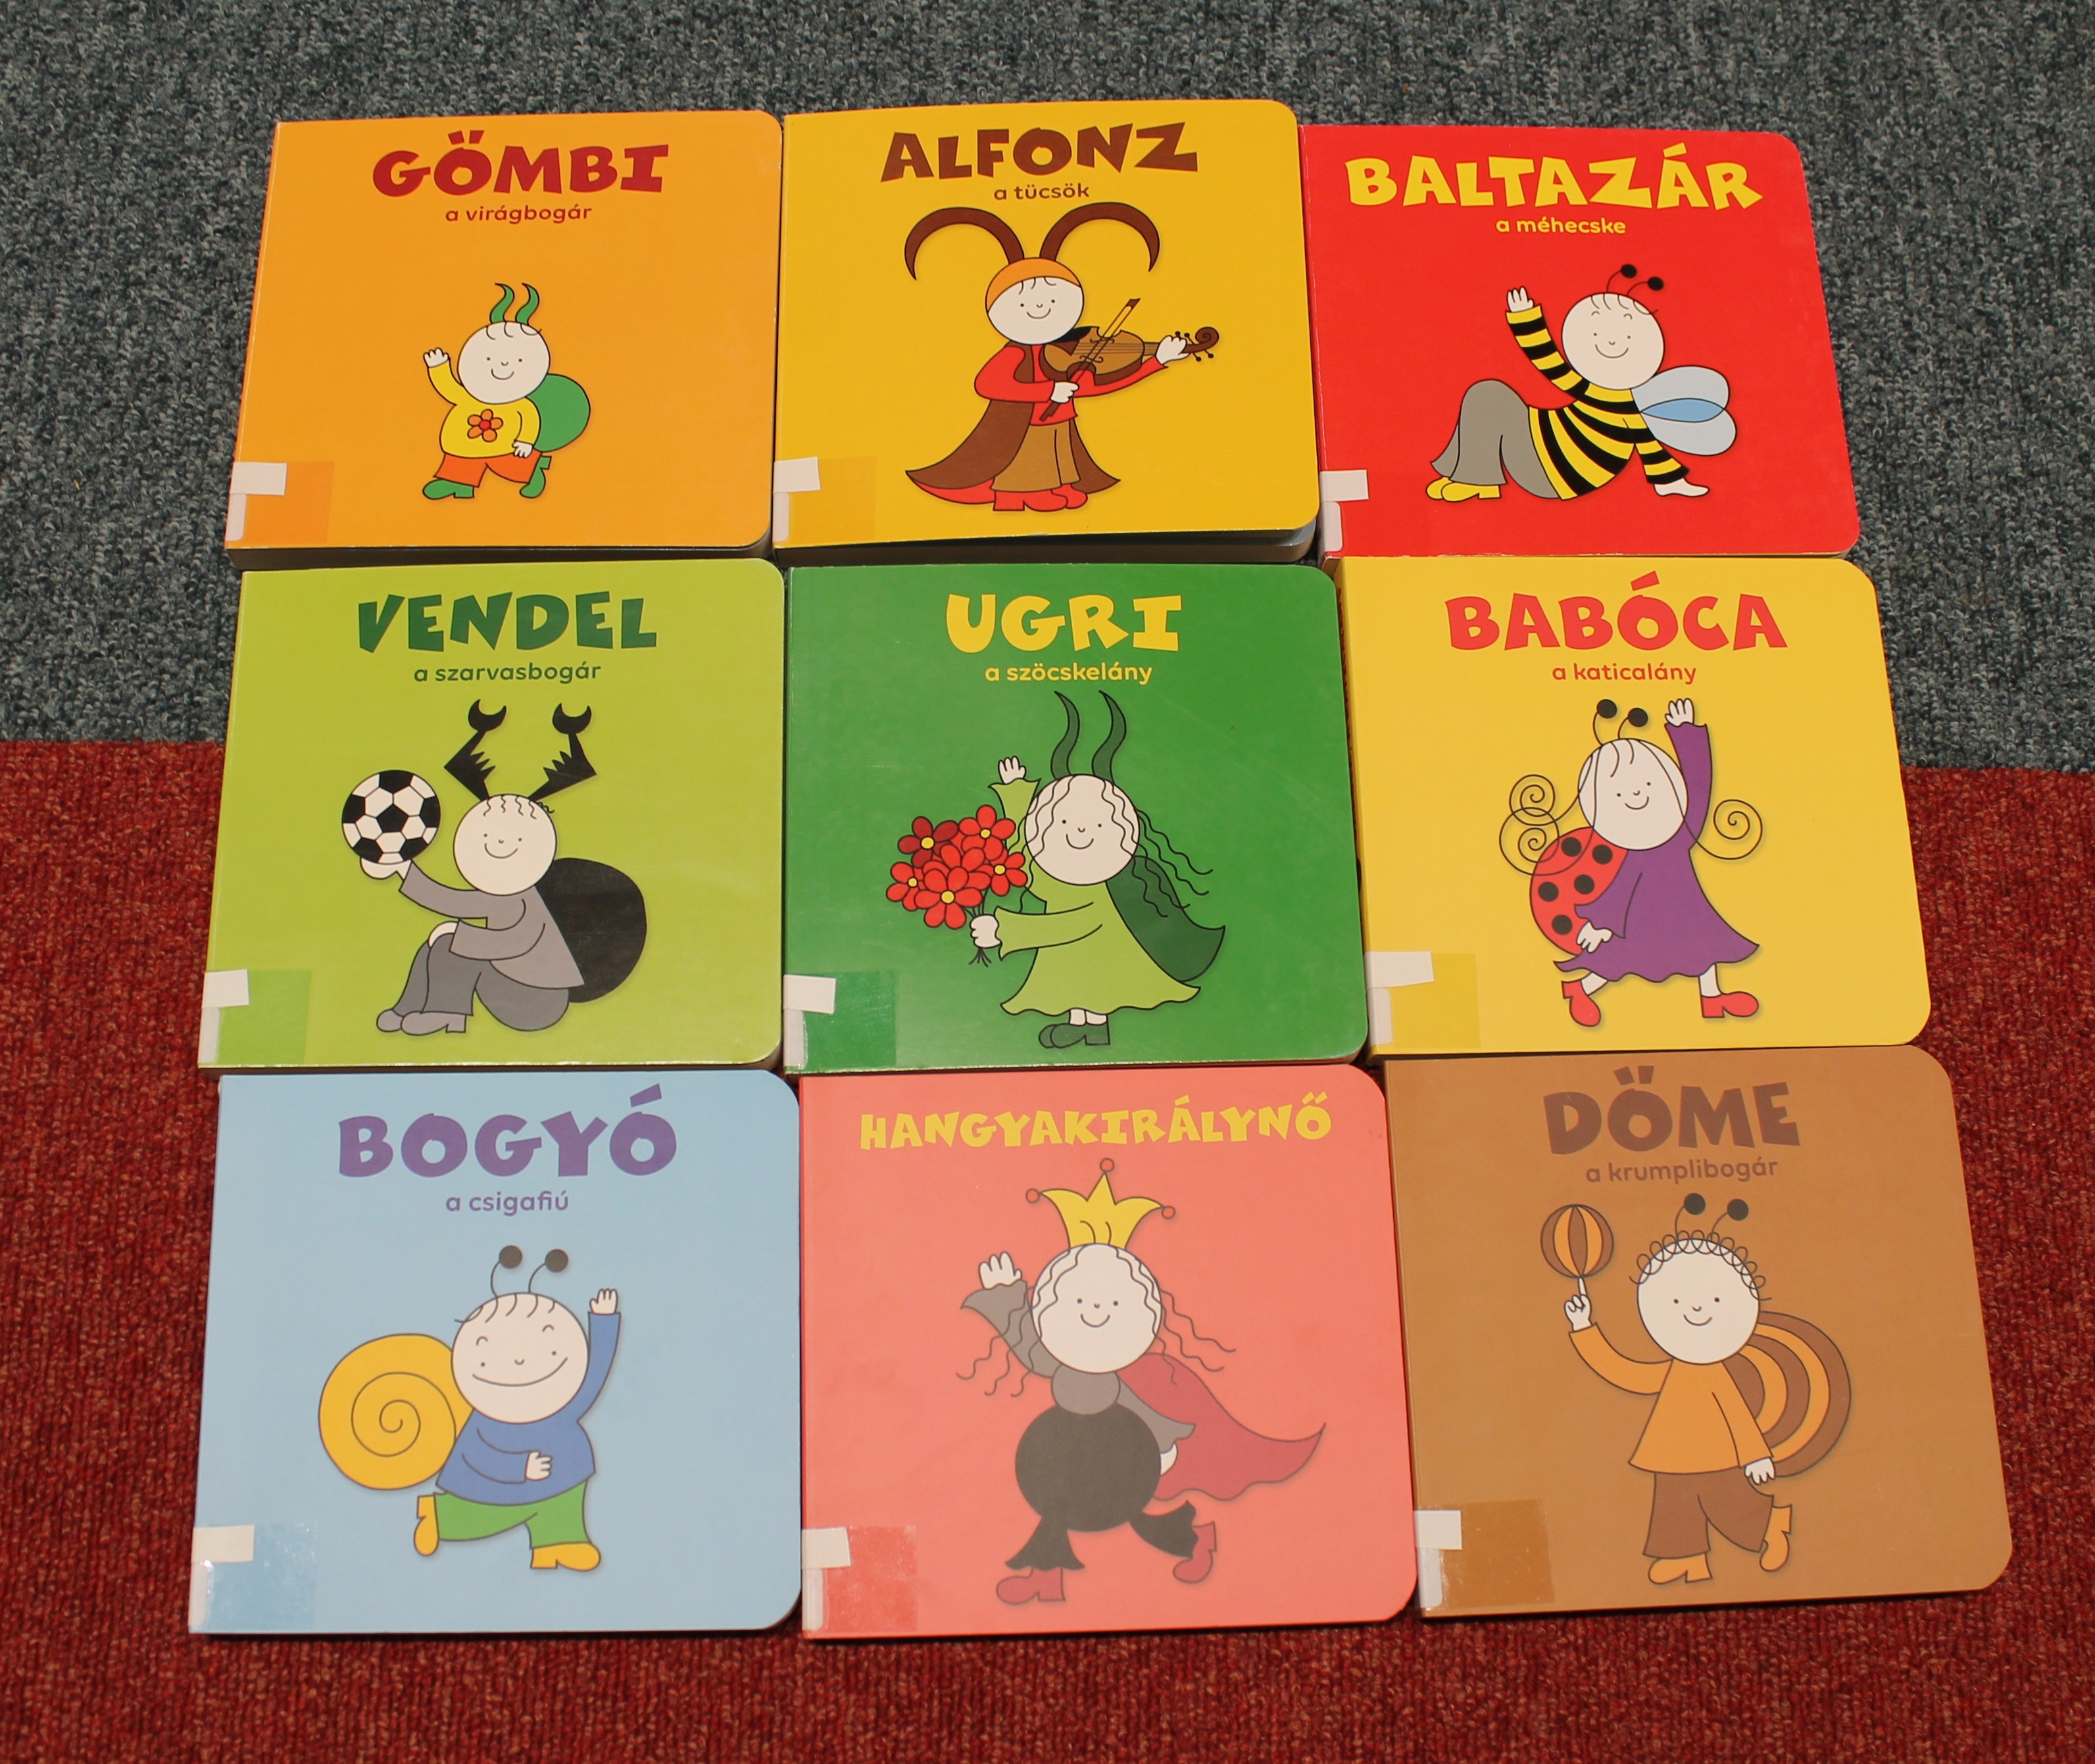 GÖMBI
a virágbogár
ALFONZ
a tücsök
BALTAZÁR
a méhecske
VENDEL
a szarvasbogár
UGRI
a szöcskelány
BABÓCA
a katicalány
BOGYÓ
a csigafiú
HANGYAKIRÁLYNŐ
DÖME
a krumplibogár